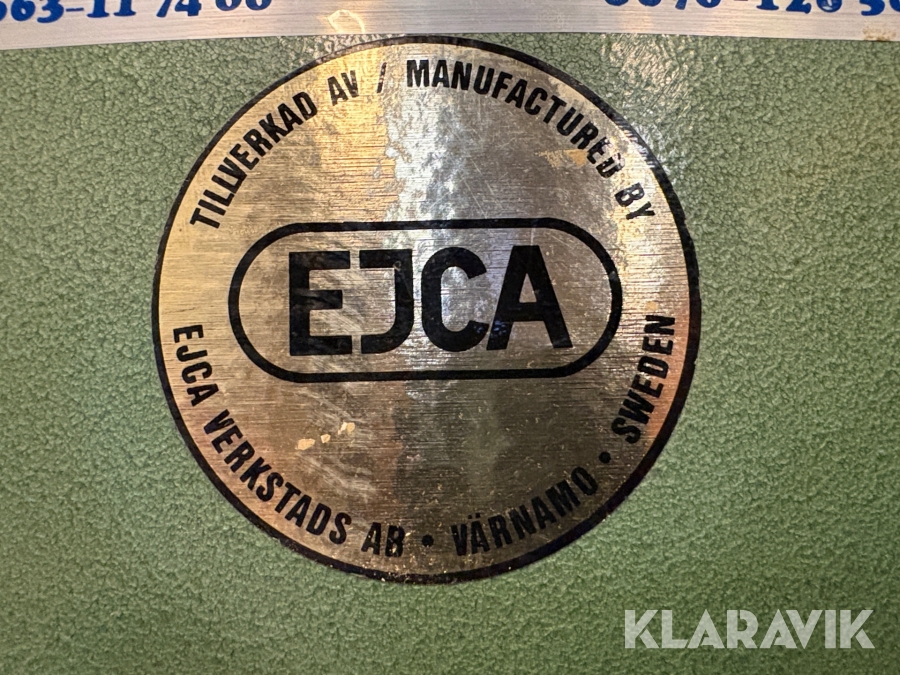 TILLVERKAD AV / MANUFACTURED BY
EJCA
EJCA VERKSTADS AB • VÄRNAMO • SWEDEN
KLARAVIK